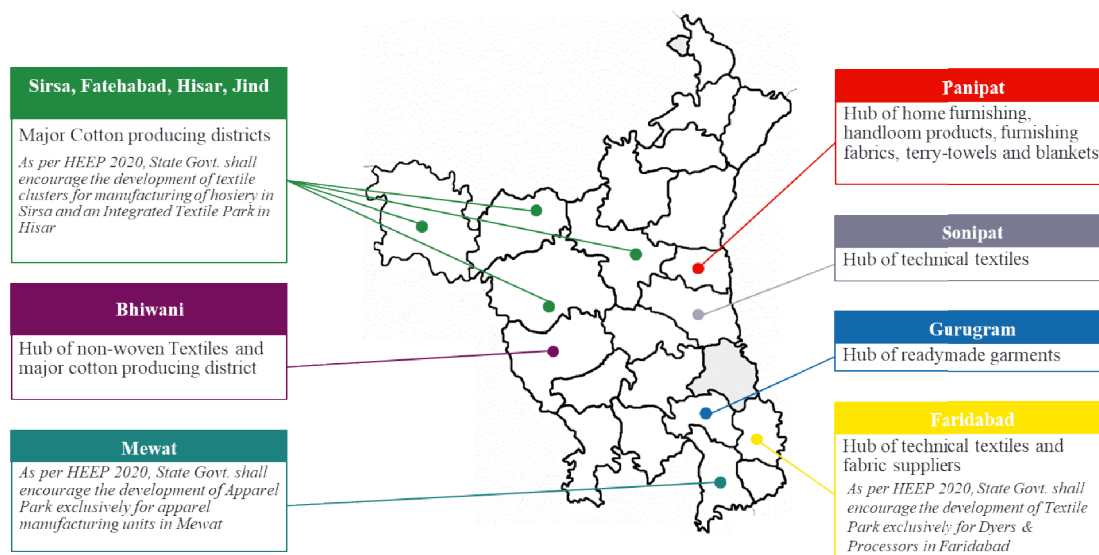 Sirsa, Fatehabad, Hisar, Jind
Major Cotton producing districts
As per HEEP 2020, State Govt. shall
encourage the development of textile
clusters for manufacturing of hosiery in
Sirsa and an Integrated Textile Park in
Hisar
Bhiwani
Hub of non-woven Textiles and
major cotton producing district
Mewat
As per HEEP 2020, State Govt. shall
encourage the development of Apparel
Park exclusively for apparel
manufacturing units in Mewat
Panipat
Hub of home furnishing,
handloom products, furnishing
fabrics, terry-towels and blankets
Sonipat
Hub of technical textiles
Gurugram
Hub of readymade garments
Faridabad
Hub of technical textiles and
fabric suppliers
As per HEEP 2020, State Govt. shall
encourage the development of Textile
Park exclusively for Dyers &
Processors in Faridabad